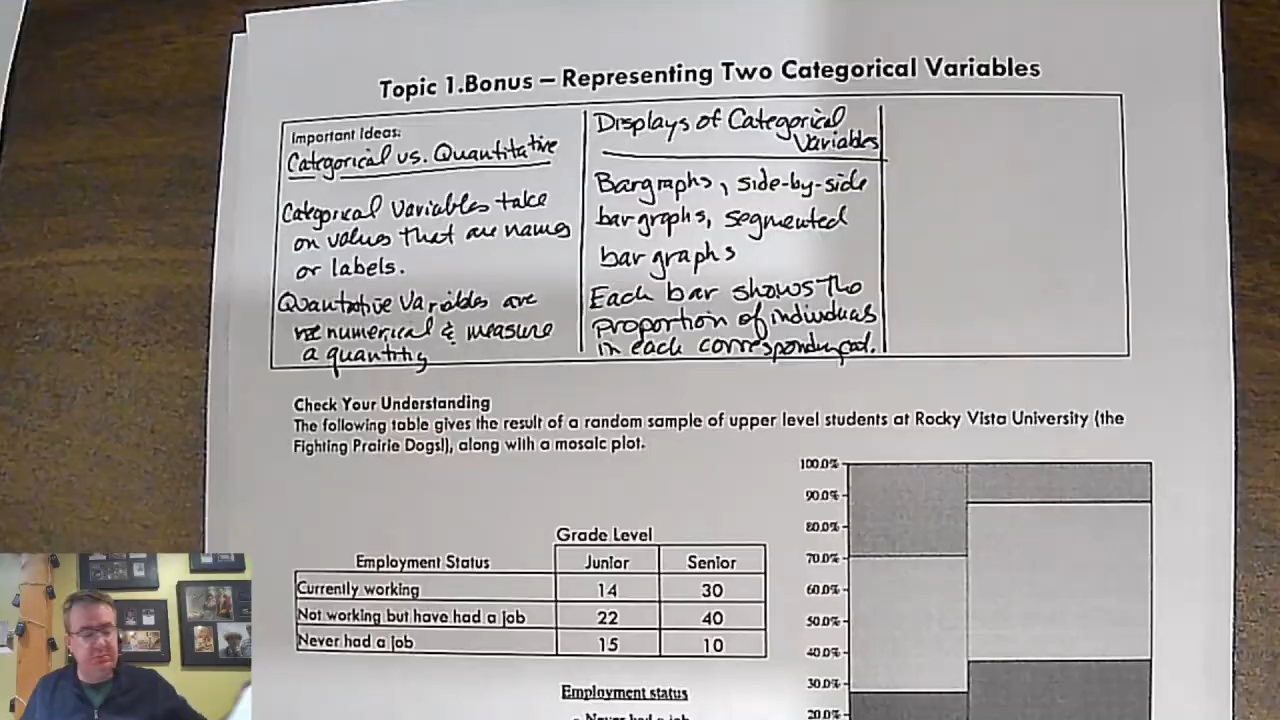 Topic 1.Bonus – Representing Two Categorical Variables
Important Ideas:
Categorical vs. Quantitative
Categorical Variables take
on values that are names
or labels.
Quantative Variables are
numerical & measure
a quantity
Displays of Categorical
Variables
Bargraphs, side-by-side
bar graphs, segmented
bar graphs
Each bar shows the
proportion of individuals
in each corresponding cat.
Check Your Understanding
The following table gives the result of a random sample of upper level students at Rocky Vista University (the
Fighting Prairie Dogs!), along with a mosaic plot.
Grade Level
Employment Status Junior Senior
Currently working 14 30
Not working but have had a job 22 40
Never had a job 15 10
Employment status
Never had a job
100.0%
90.0%
80.0%
70.0%
60.0%
50.0%
40.0%
30.0%
20.0%